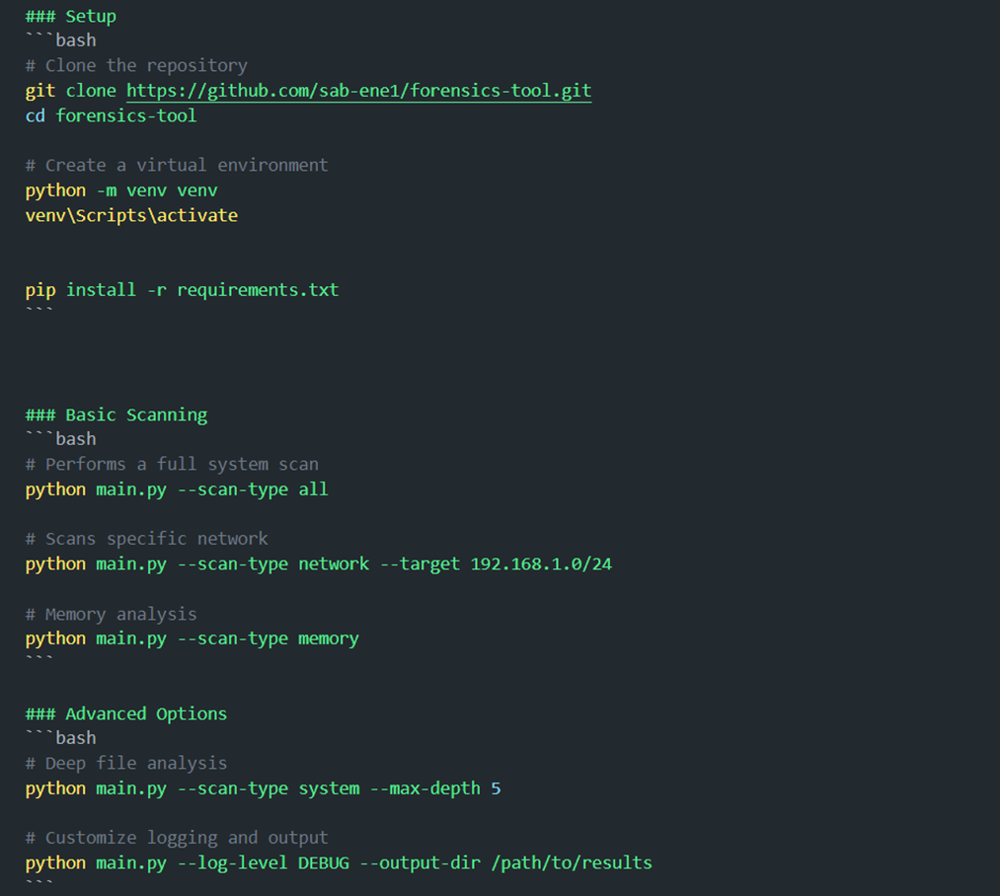 ### Setup
```bash
# Clone the repository
git clone https://github.com/sab-ene1/forensics-tool.git
cd forensics-tool
# Create a virtual environment
python -m venv venv
venv\Scripts\activate
pip install -r requirements.txt
```
### Basic Scanning
```bash
# Performs a full system scan
python main.py --scan-type all
# Scans specific network
python main.py --scan-type network --target 192.168.1.0/24
# Memory analysis
python main.py --scan-type memory
```
### Advanced Options
```bash
# Deep file analysis
python main.py --scan-type system --max-depth 5
# Customize logging and output
python main.py --log-level DEBUG --output-dir /path/to/results
```